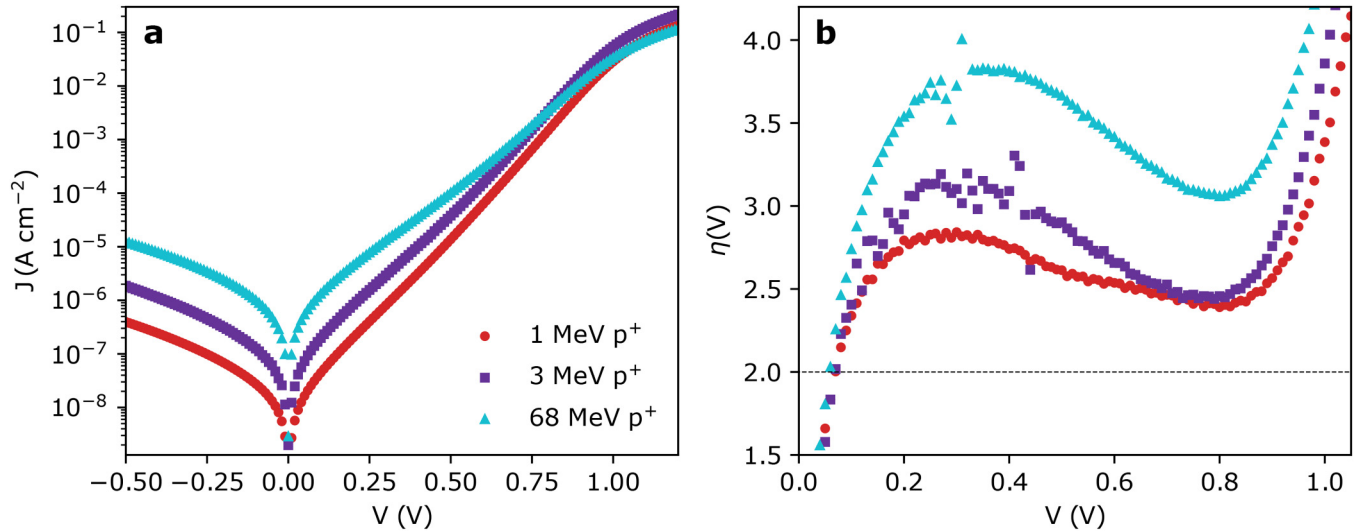 a
10⁻¹
10⁻²
10⁻³
10⁻⁴
10⁻⁵
10⁻⁶
10⁻⁷
10⁻⁸
J (A cm⁻²)
1 MeV p⁺
3 MeV p⁺
68 MeV p⁺
−0.50 −0.25 0.00 0.25 0.50 0.75 1.00
V (V)
b
4.0
3.5
3.0
2.5
2.0
1.5
η(V)
0.0 0.2 0.4 0.6 0.8 1.0
V (V)